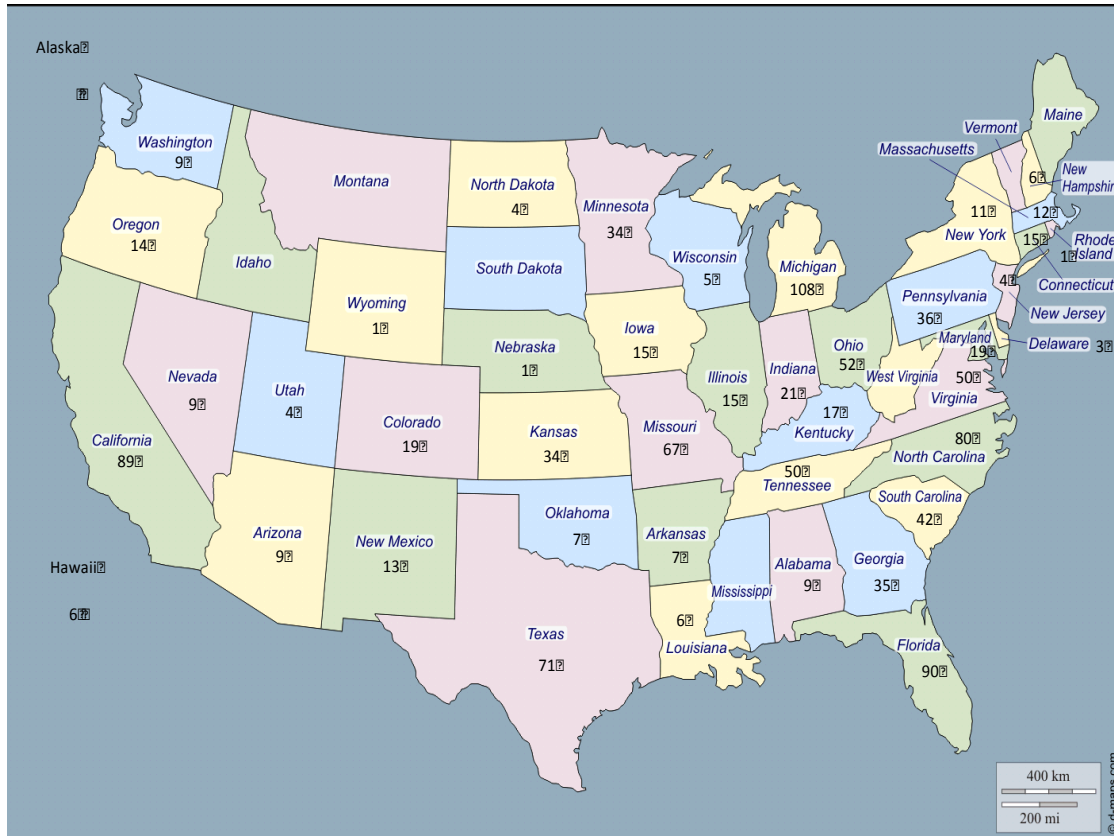 Alaska
Maine
Vermont
Massachusetts
Washington
9
Montana
North Dakota
4
Minnesota
34
New
Hampshire
6
Oregon
14
Idaho
South Dakota
Wisconsin
5
Michigan
108
11
New York
12
15
Rhode
Island
1
Connecticut
4
New Jersey
Wyoming
1
Iowa
15
Pennsylvania
36
Maryland
19
Delaware 3
Nebraska
1
Ohio
52
Nevada
9
Utah
4
Colorado
19
Kansas
34
Missouri
67
Illinois
15
Indiana
21
West Virginia
50
Virginia
17
Kentucky
California
89
80
North Carolina
50
Tennessee
South Carolina
42
Arizona
9
New Mexico
13
Oklahoma
7
Arkansas
7
Mississippi
Alabama
9
Georgia
35
Hawaii
6
Texas
71
6
Louisiana
Florida
90
400 km
200 mi
© d-maps.com